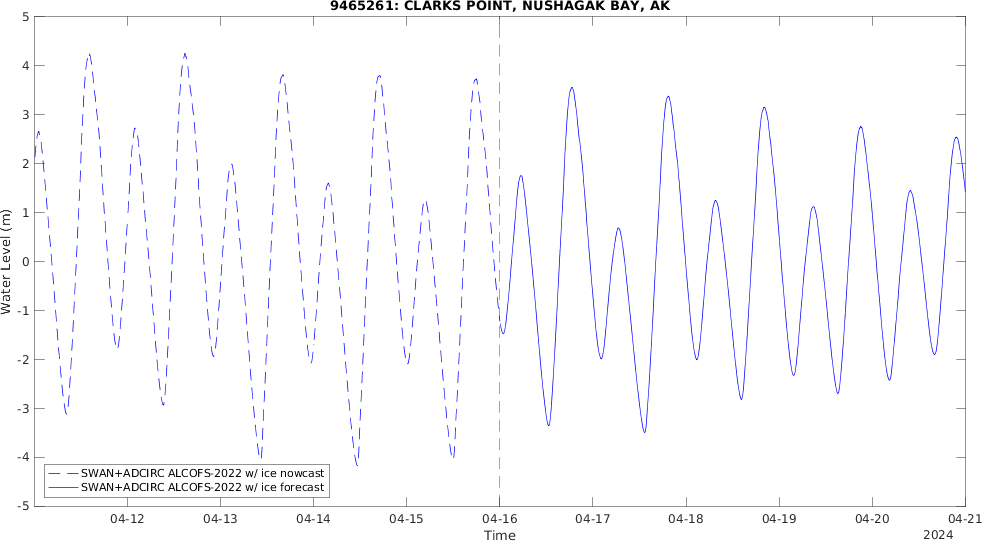 9465261: CLARKS POINT, NUSHAGAK BAY, AK
5
4
3
2
1
0
-1
-2
-3
-4
-5
Water Level (m)
SWAN+ADCIRC ALCOFS-2022 w/ ice nowcast
SWAN+ADCIRC ALCOFS-2022 w/ ice forecast
04-12 04-13 04-14 04-15 04-16 04-17 04-18 04-19 04-20 04-21
Time
2024